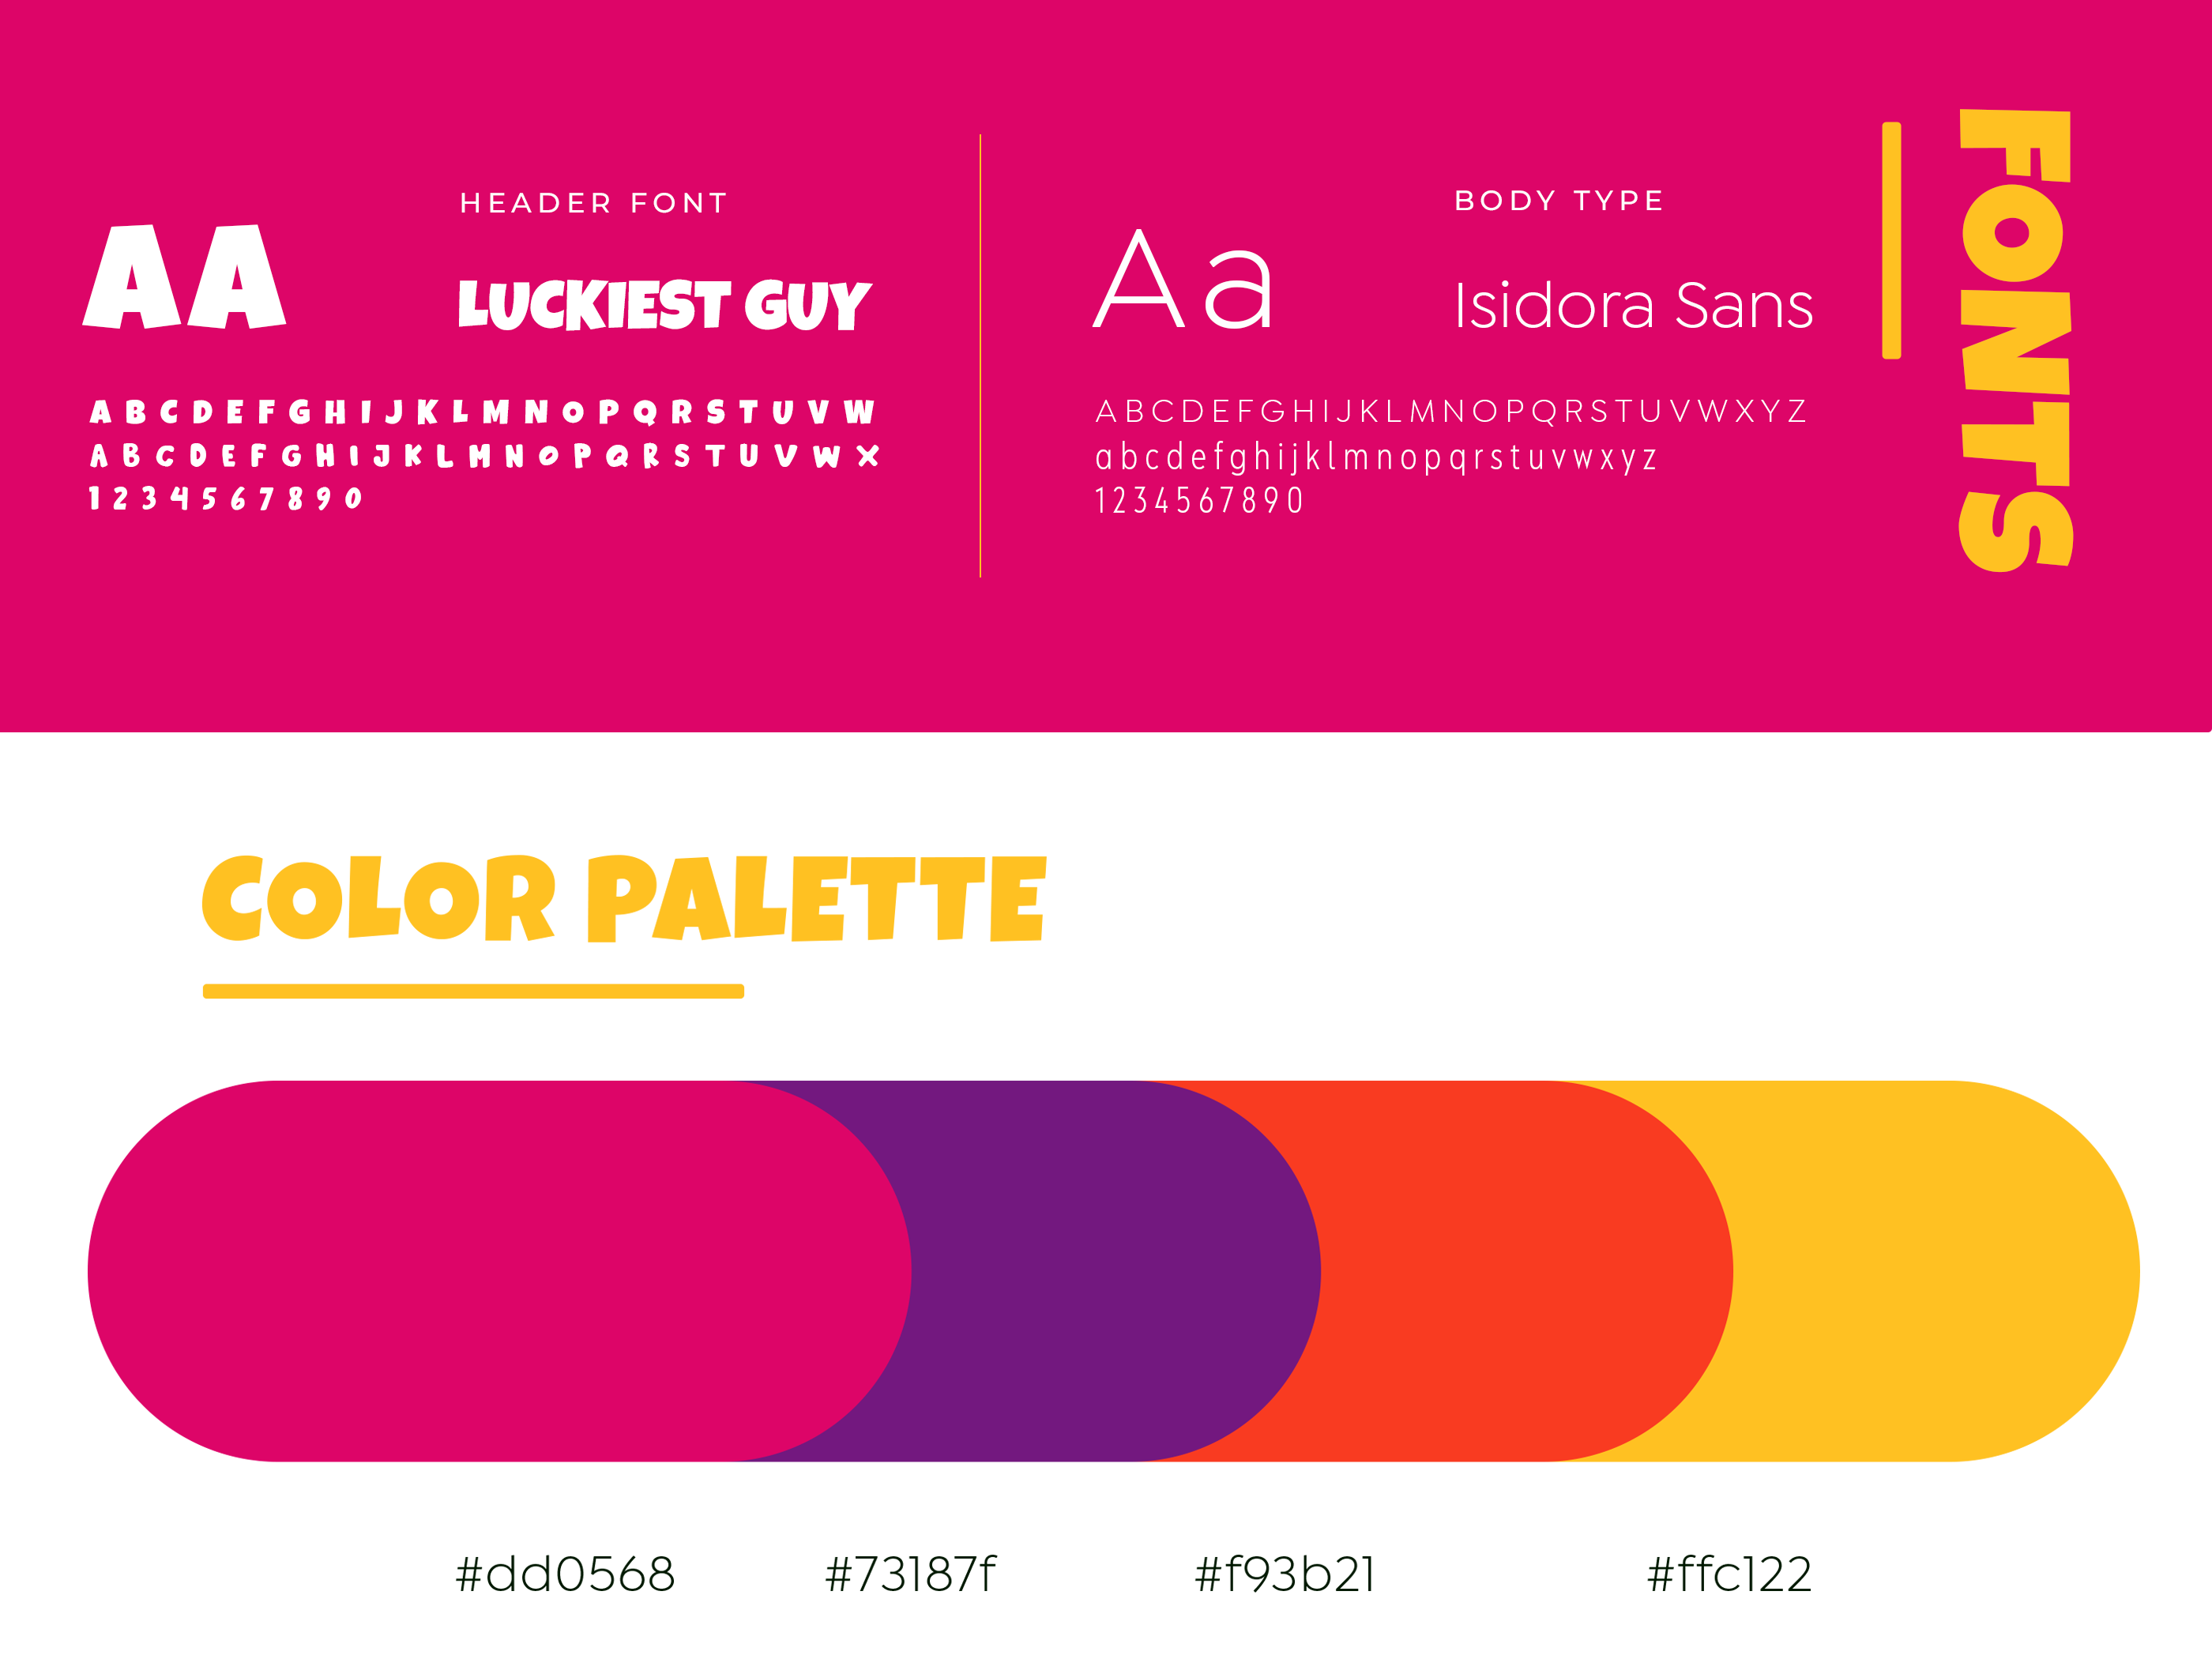 HEADER FONT
AA
LUCKIEST GUY
A B C D E F G H I J K L M N O P Q R S T U V W
A B C D E F G H I J K L M N O P Q R S T U V W X
1 2 3 4 5 6 7 8 9 0
BODY TYPE
Aa
Isidora Sans
A B C D E F G H I J K L M N O P Q R S T U V W X Y Z
a b c d e f g h i j k l m n o p q r s t u v w x y z
1 2 3 4 5 6 7 8 9 0
FONTS
COLOR PALETTE
#dd0568
#73187f
#f93b21
#ffc122